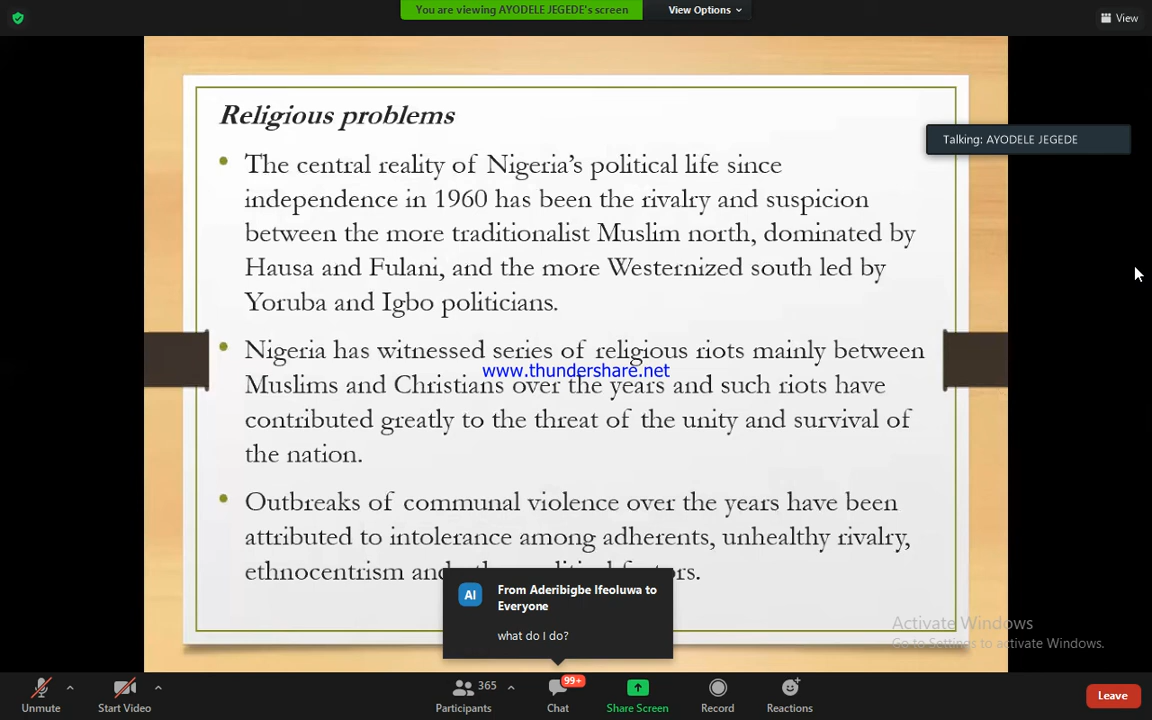 You are viewing AYODELE JEGEDE's screen
View Options
View
Religious problems
Talking: AYODELE JEGEDE
• The central reality of Nigeria's political life since
independence in 1960 has been the rivalry and suspicion
between the more traditionalist Muslim north, dominated by
Hausa and Fulani, and the more Westernized south led by
Yoruba and Igbo politicians.
• Nigeria has witnessed series of religious riots mainly between
www.thundershare.net
Muslims and Christians over the years and such riots have
contributed greatly to the threat of the unity and survival of
the nation.
• Outbreaks of communal violence over the years have been
attributed to intolerance among adherents, unhealthy rivalry,
ethnocentrism and
AI
From Aderibigbe Ifeoluwa to
Everyone
what do I do?
Activate Windows
Go to Settings to activate Windows.
Unmute
Start Video
365
Participants
99+
Chat
Share Screen
Record
Reactions
Leave